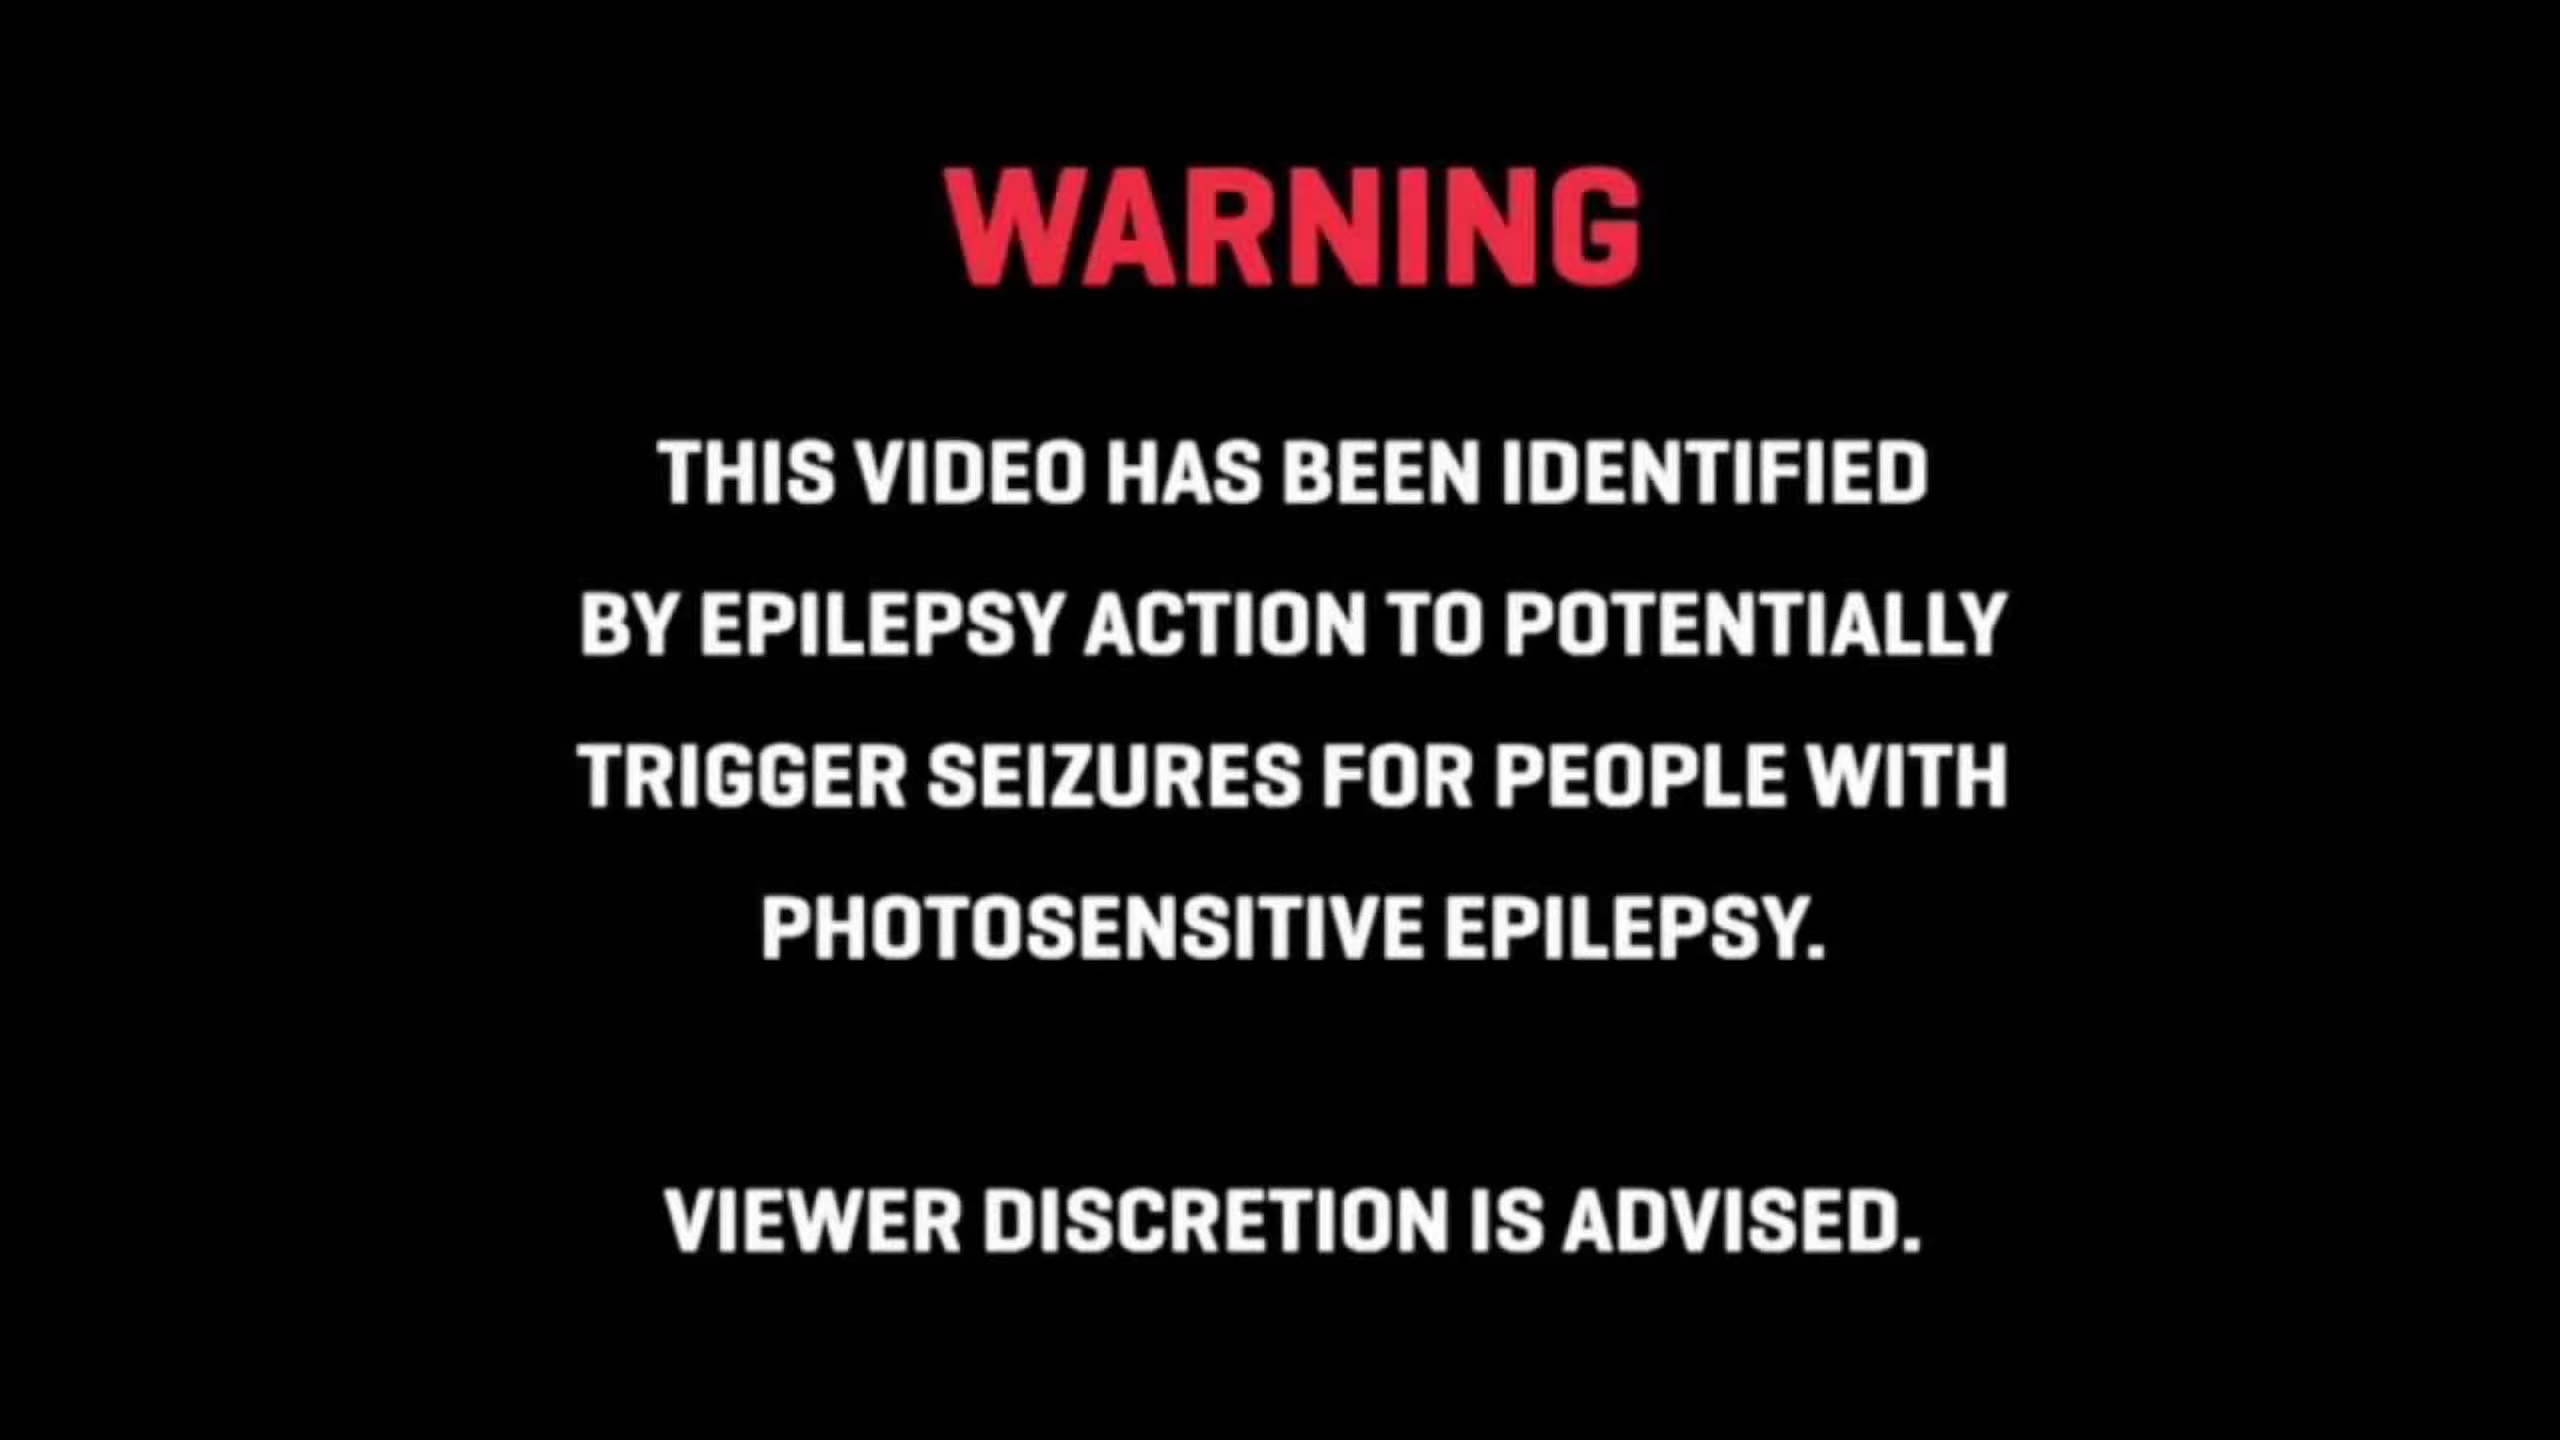 WARNING
THIS VIDEO HAS BEEN IDENTIFIED
BY EPILEPSY ACTION TO POTENTIALLY
TRIGGER SEIZURES FOR PEOPLE WITH
PHOTOSENSITIVE EPILEPSY.
VIEWER DISCRETION IS ADVISED.